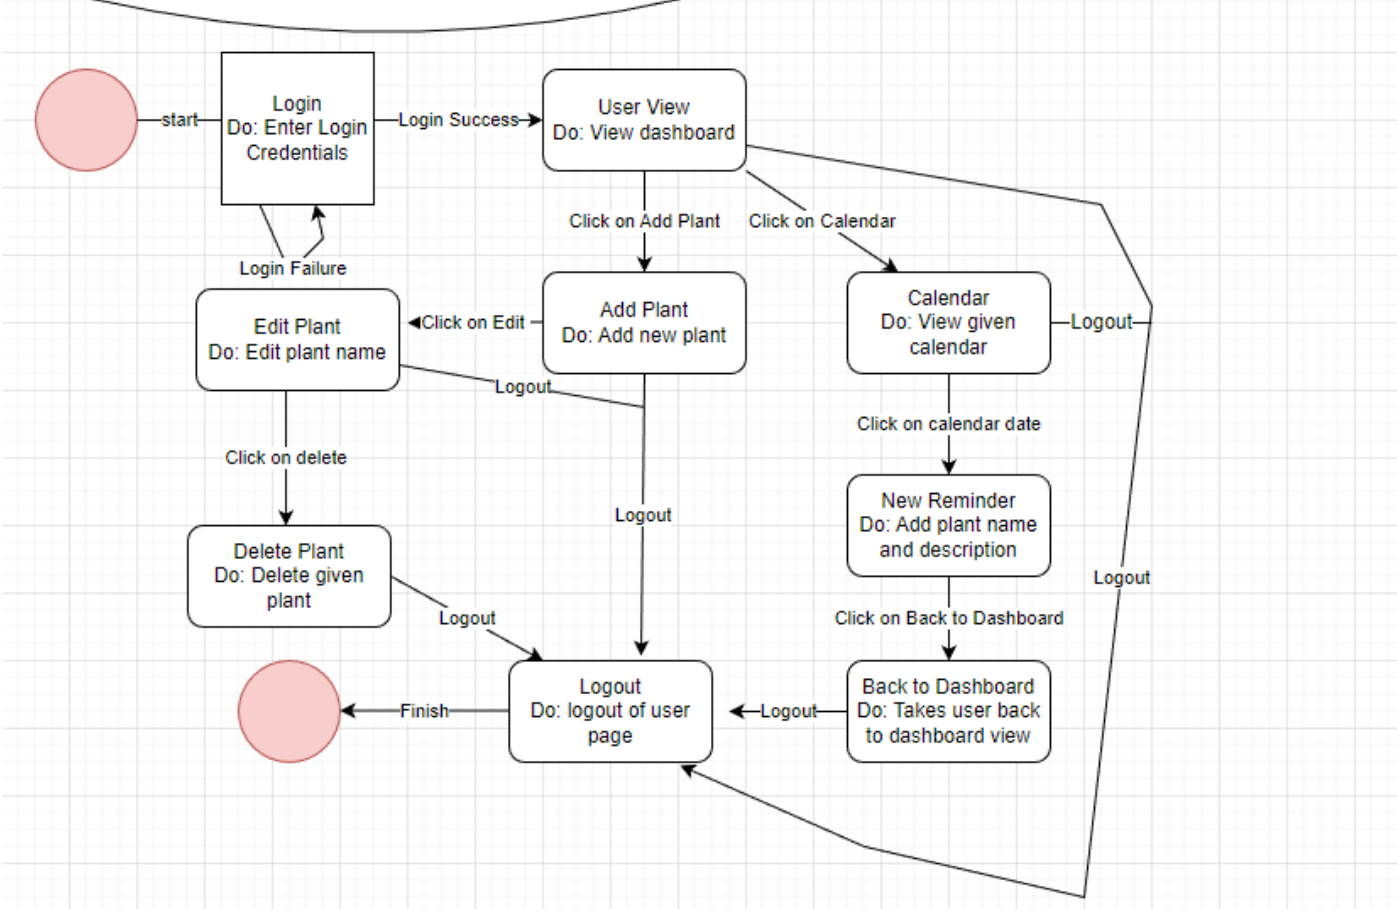 start
Login
Do: Enter Login
Credentials
Login Success
User View
Do: View dashboard
Click on Add Plant
Click on Calendar
Login Failure
Edit Plant
Do: Edit plant name
Click on Edit
Add Plant
Do: Add new plant
Calendar
Do: View given
calendar
Logout
Logout
Click on calendar date
Click on delete
New Reminder
Do: Add plant name
and description
Logout
Delete Plant
Do: Delete given
plant
Logout
Logout
Click on Back to Dashboard
Finish
Logout
Do: logout of user
page
Logout
Back to Dashboard
Do: Takes user back
to dashboard view